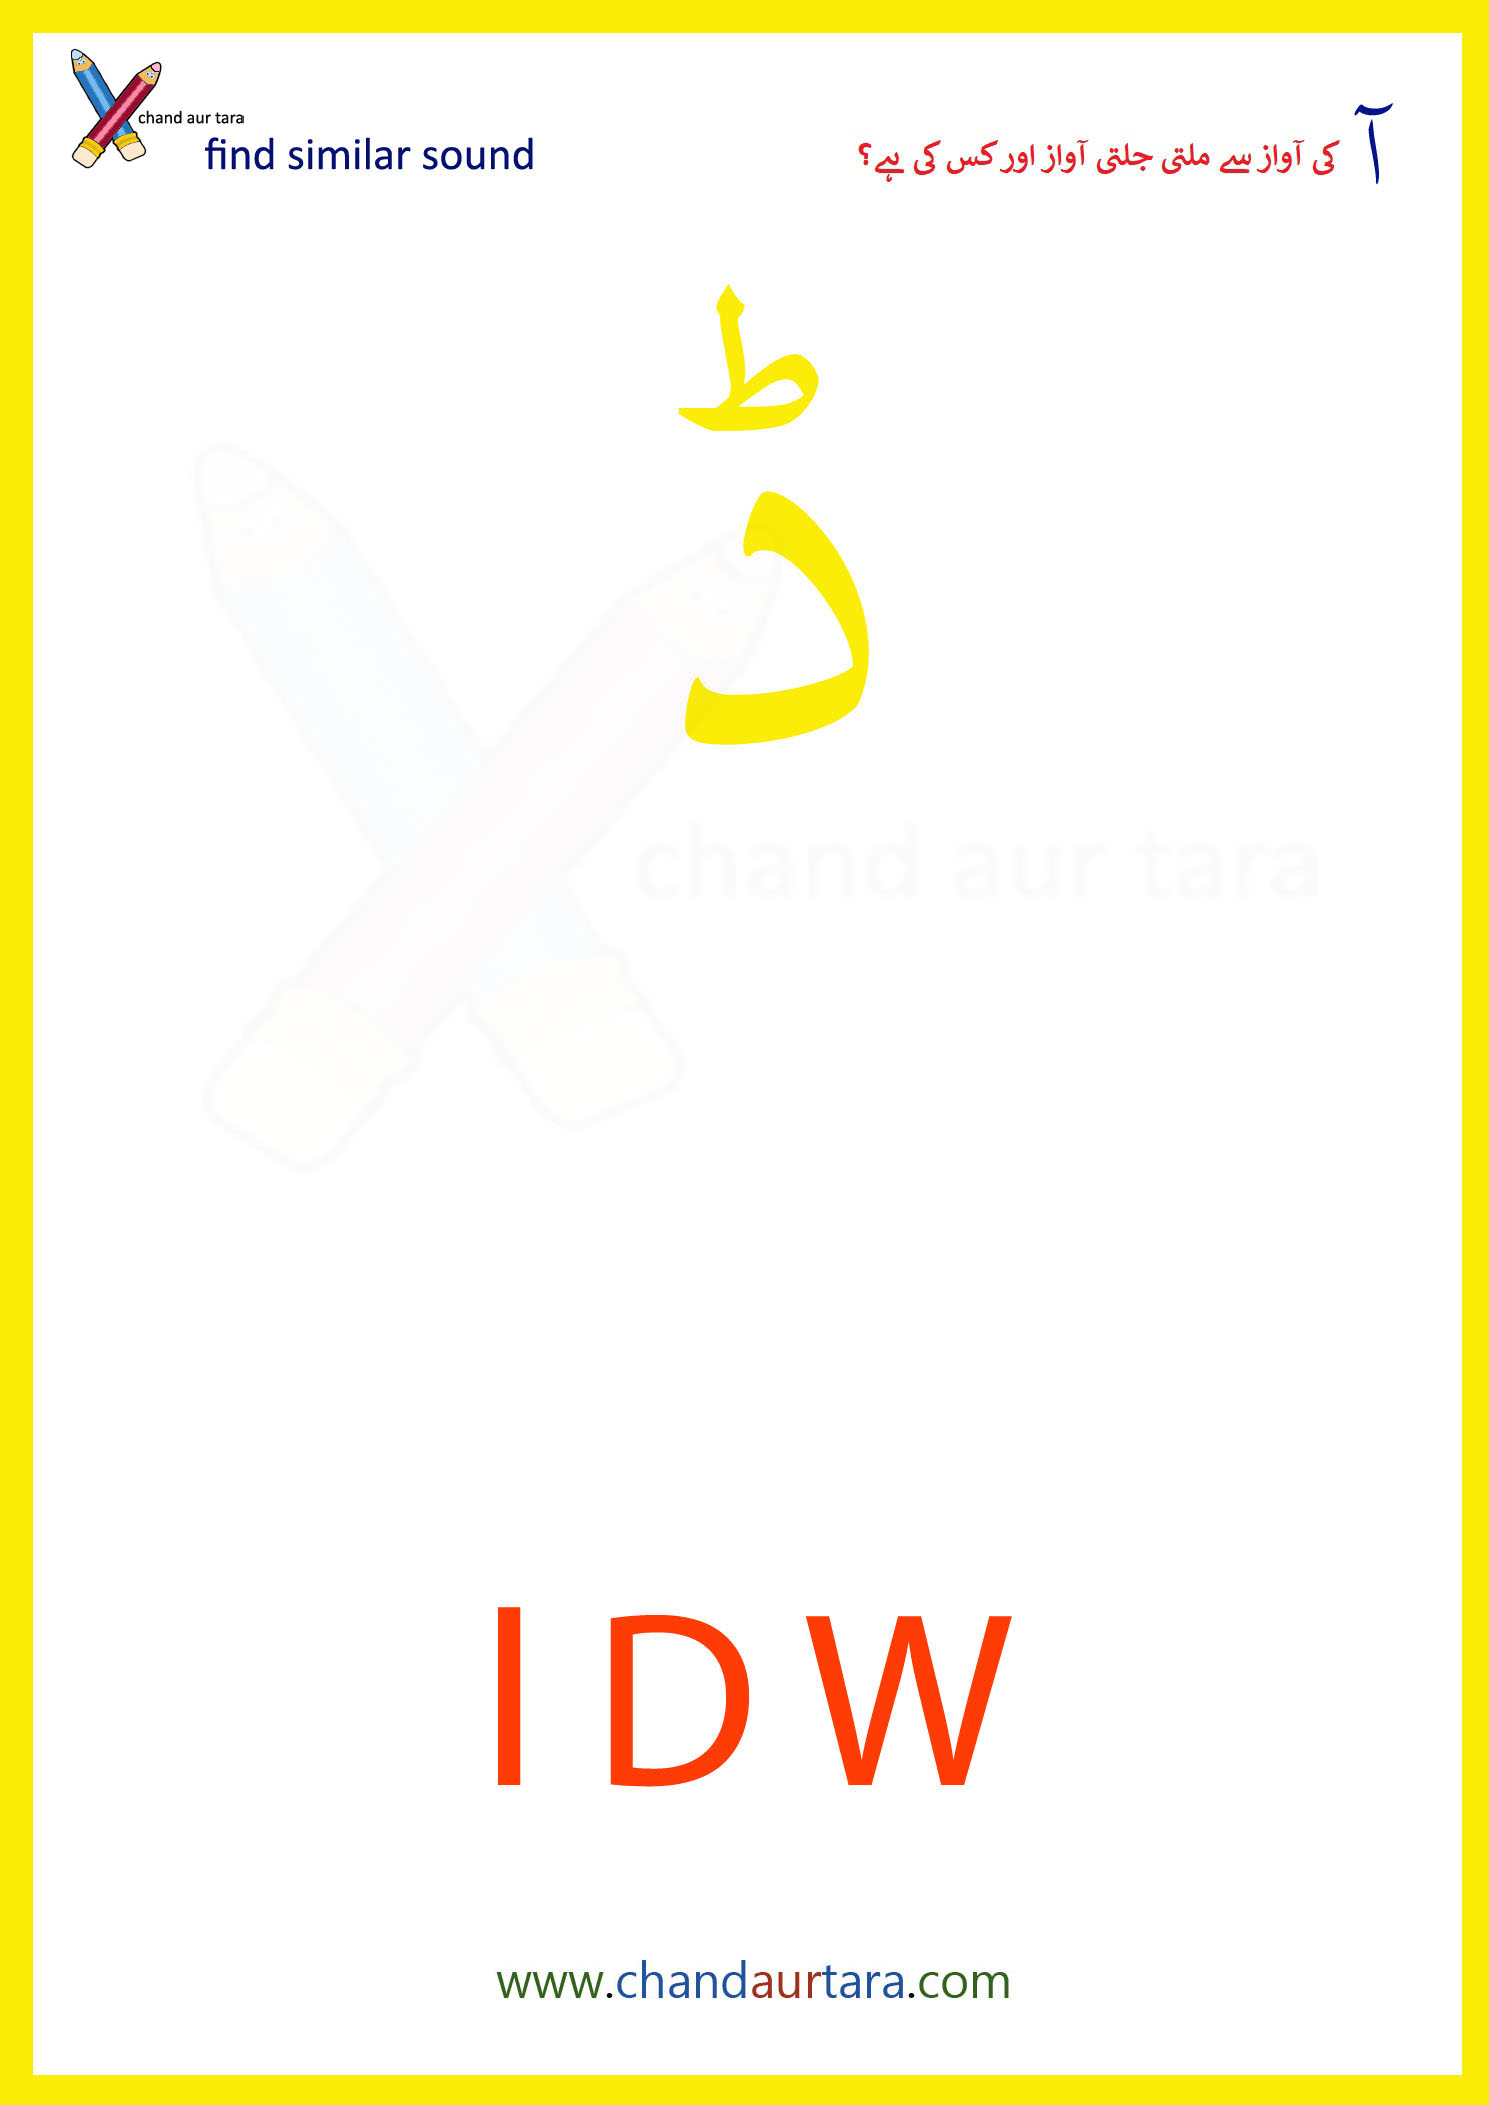 chand aur tara
find similar sound
آ کی آواز سے ملتی جلتی آواز اور کس کی ہے؟
ڈ
chand aur tara
I D W
www.chandaurtara.com